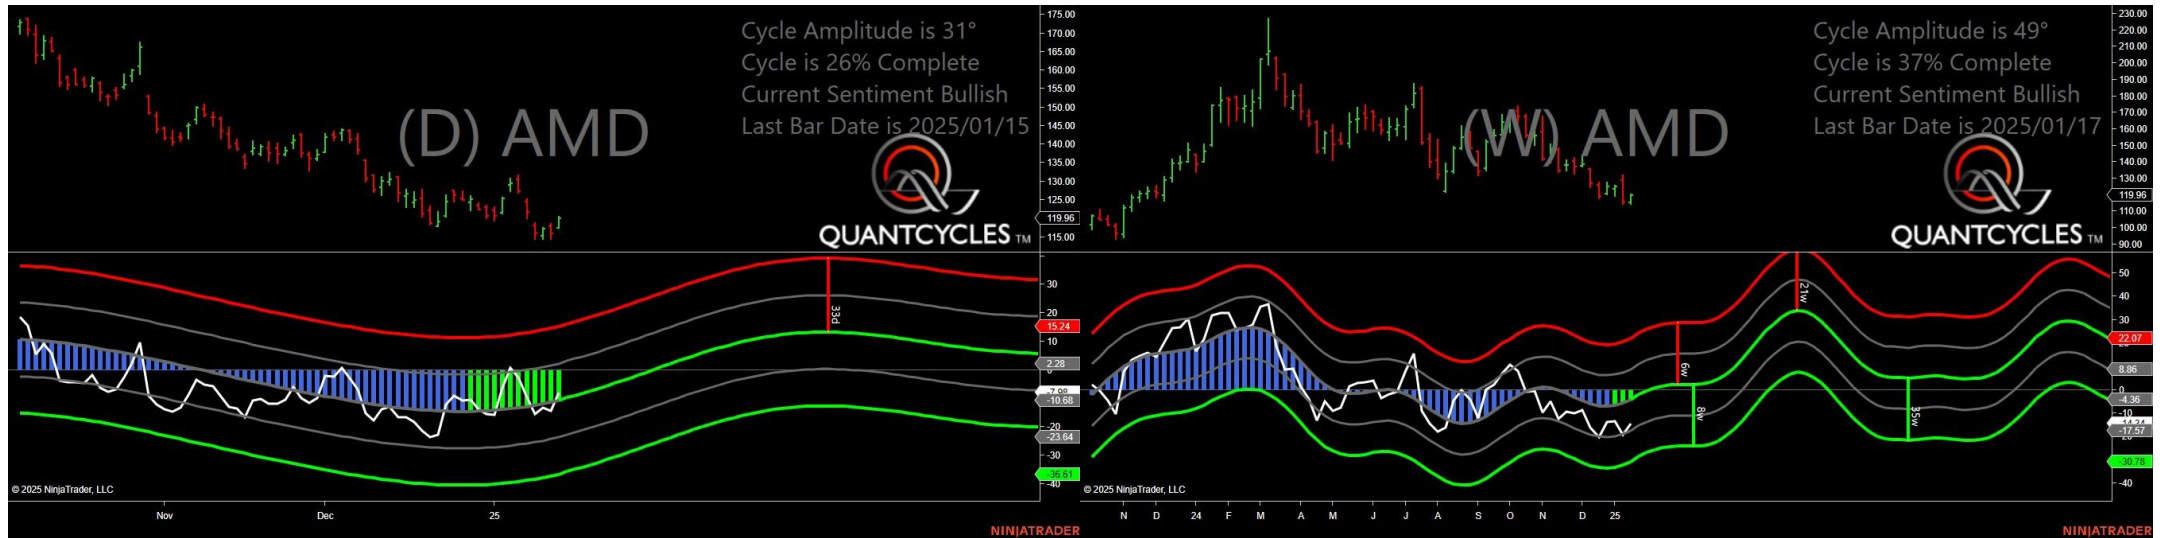 Cycle Amplitude is 31°
Cycle is 26% Complete
Current Sentiment Bullish
Last Bar Date is 2025/01/15
(D) AMD
QUANTCYCLES TM
175.00
170.00
165.00
160.00
155.00
150.00
145.00
140.00
135.00
130.00
125.00
119.96
115.00
33d
30
20
15.24
10
2.28
0
-7.98
-10.68
-20
-23.64
-30
-36.61
-40
© 2025 NinjaTrader, LLC
Nov
Dec
25
NINJATRADER
Cycle Amplitude is 49°
Cycle is 37% Complete
Current Sentiment Bullish
Last Bar Date is 2025/01/17
(W) AMD
QUANTCYCLES TM
230.00
220.00
210.00
200.00
190.00
180.00
170.00
160.00
150.00
140.00
130.00
119.96
110.00
100.00
90.00
6w
8w
21w
35w
50
40
30
22.07
8.86
0
-4.36
-10
-17.57
-30.78
-40
© 2025 NinjaTrader, LLC
N D 24 F M A M J J A S O N D 25
NINJATRADER